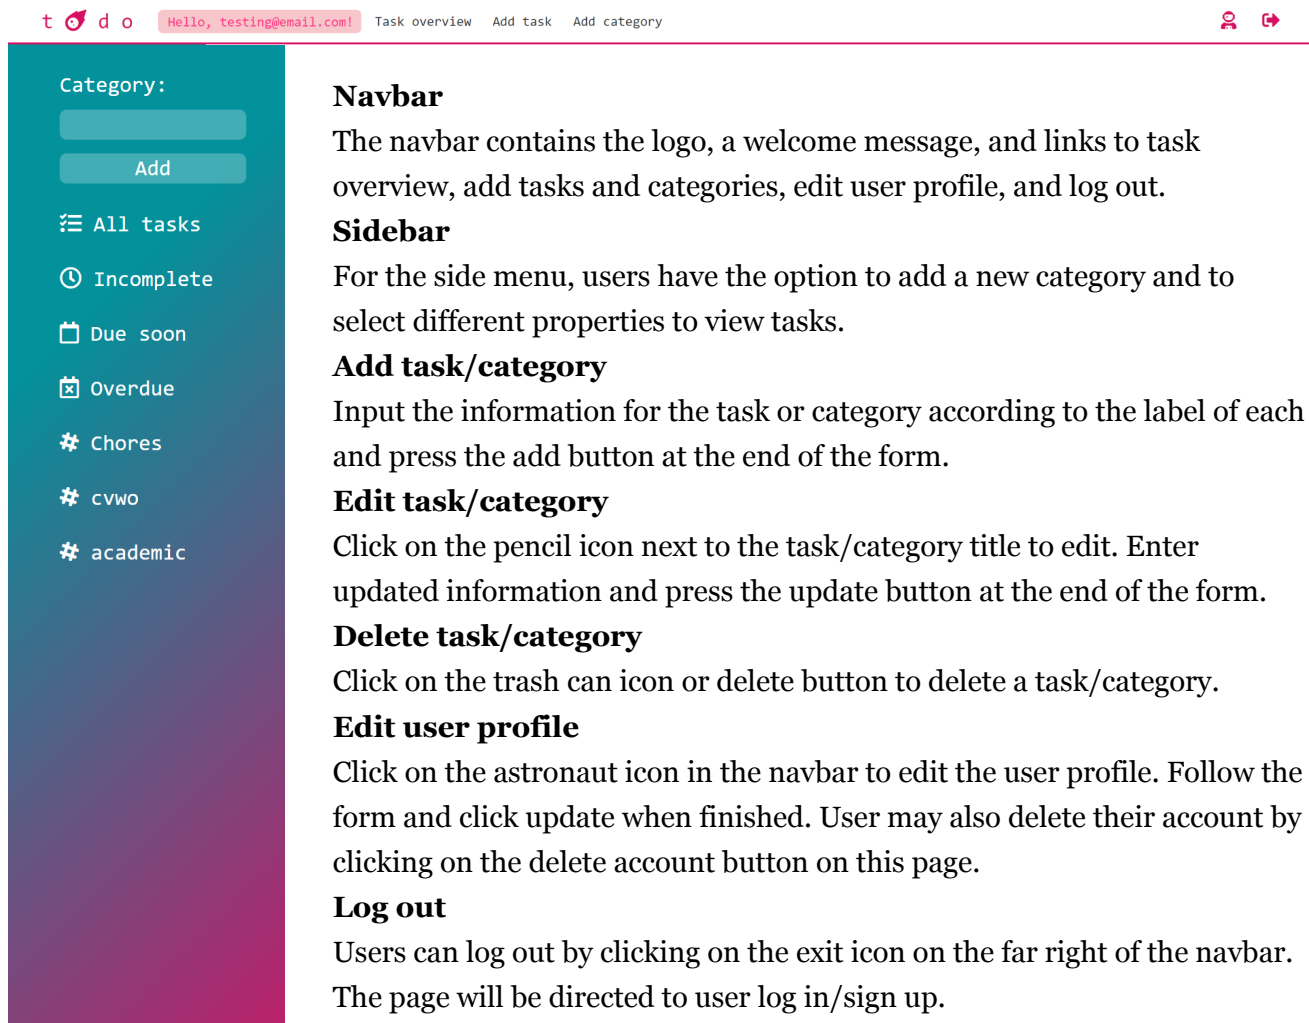 t o d o Hello, testing@email.com! Task overview Add task Add category
Category:
Add
All tasks
Incomplete
Due soon
Overdue
Chores
cvwo
academic
Navbar
The navbar contains the logo, a welcome message, and links to task
overview, add tasks and categories, edit user profile, and log out.
Sidebar
For the side menu, users have the option to add a new category and to
select different properties to view tasks.
Add task/category
Input the information for the task or category according to the label of each
and press the add button at the end of the form.
Edit task/category
Click on the pencil icon next to the task/category title to edit. Enter
updated information and press the update button at the end of the form.
Delete task/category
Click on the trash can icon or delete button to delete a task/category.
Edit user profile
Click on the astronaut icon in the navbar to edit the user profile. Follow the
form and click update when finished. User may also delete their account by
clicking on the delete account button on this page.
Log out
Users can log out by clicking on the exit icon on the far right of the navbar.
The page will be directed to user log in/sign up.